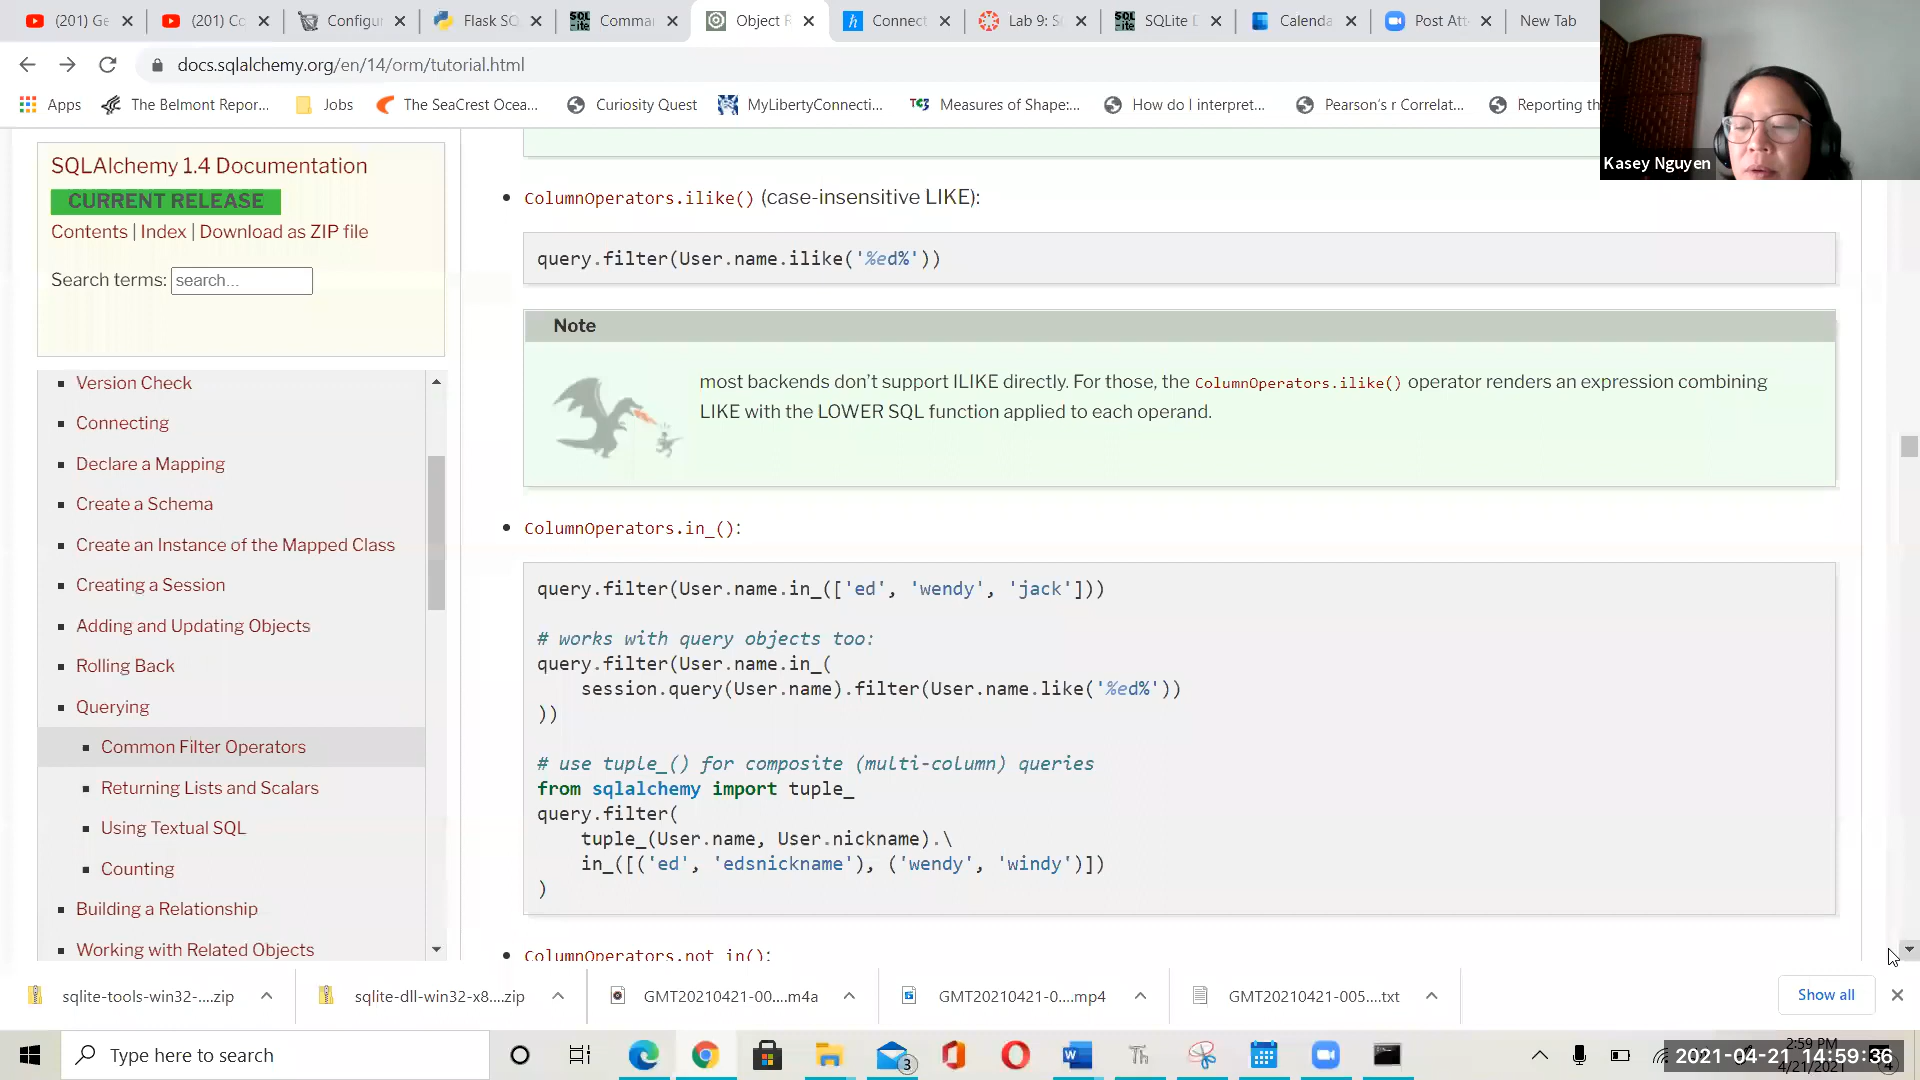 (201) Ge
(201) Co
Configur
Flask SQ
Comman
Object R
Connect
Lab 9: S
SQLite D
Calenda
Post Att
New Tab
docs.sqlalchemy.org/en/14/orm/tutorial.html
Apps
The Belmont Repor...
Jobs
The SeaCrest Ocea...
Curiosity Quest
MyLibertyConnecti...
Measures of Shape:...
How do I interpret...
Pearson's r Correlat...
Reporting th
Kasey Nguyen
SQLAlchemy 1.4 Documentation
CURRENT RELEASE
Contents | Index | Download as ZIP file
Search terms: search...
Version Check
Connecting
Declare a Mapping
Create a Schema
Create an Instance of the Mapped Class
Creating a Session
Adding and Updating Objects
Rolling Back
Querying
Common Filter Operators
Returning Lists and Scalars
Using Textual SQL
Counting
Building a Relationship
Working with Related Objects
ColumnOperators.ilike() (case-insensitive LIKE):
query.filter(User.name.ilike('%ed%'))
Note
most backends don't support ILIKE directly. For those, the ColumnOperators.ilike() operator renders an expression combining
LIKE with the LOWER SQL function applied to each operand.
ColumnOperators.in_():
query.filter(User.name.in_(['ed', 'wendy', 'jack']))
# works with query objects too:
query.filter(User.name.in_(
session.query(User.name).filter(User.name.like('%ed%'))
))
# use tuple_() for composite (multi-column) queries
from sqlalchemy import tuple_
query.filter(
tuple_(User.name, User.nickname).\
in_([('ed', 'edsnickname'), ('wendy', 'windy')])
)
ColumnOperators.not_in():
sqlite-tools-win32-....zip
sqlite-dll-win32-x8....zip
GMT20210421-00....m4a
GMT20210421-0....mp4
GMT20210421-005....txt
Show all
Type here to search
3
2:59 PM
2021-04-21 14:59:36